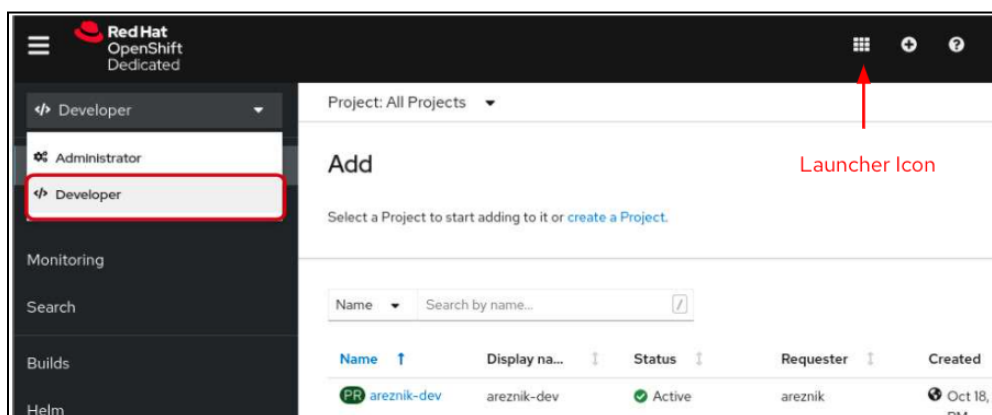 Red Hat
OpenShift
Dedicated
</> Developer
Project: All Projects
Administrator
</> Developer
Add
Launcher Icon
Select a Project to start adding to it or create a Project.
Monitoring
Search
Name
Search by name...
/
Builds
Name
Display na...
Status
Requester
Created
PR areznik-dev
areznik-dev
Active
areznik
Oct 18,
Helm